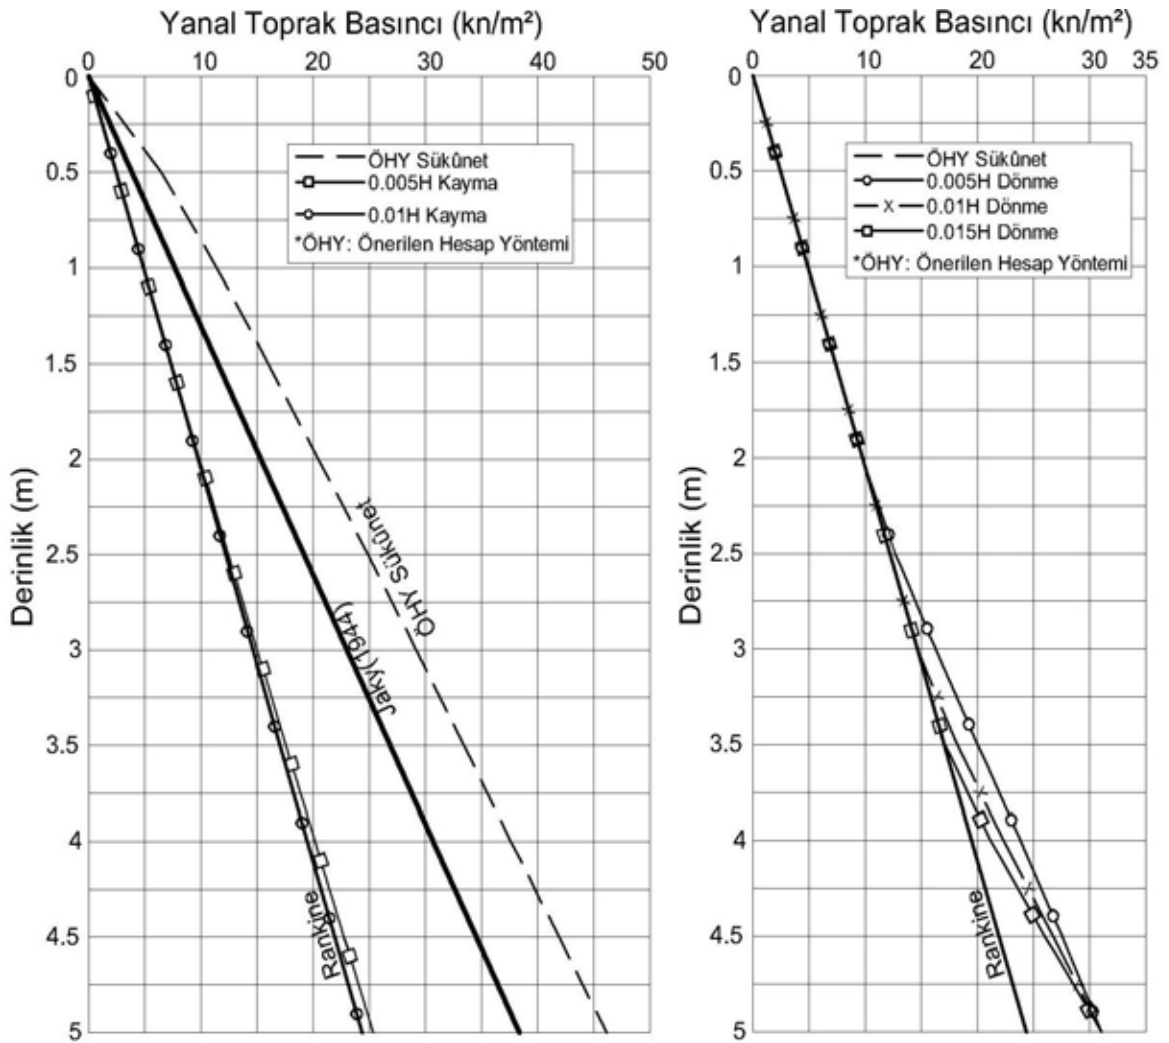 Yanal Toprak Basıncı (kn/m²)
0 10 20 30 40 50
0
0.5
1
1.5
2
2.5
3
3.5
4
4.5
5
Derinlik (m)
ÖHY Sükûnet
0.005H Kayma
0.01H Kayma
*ÖHY: Önerilen Hesap Yöntemi
ÖHY Sükûnet
Jaky(1944)
Rankine
Yanal Toprak Basıncı (kn/m²)
0 10 20 30 35
0
0.5
1
1.5
2
2.5
3
3.5
4
4.5
5
Derinlik (m)
ÖHY Sükûnet
0.005H Dönme
0.01H Dönme
0.015H Dönme
*ÖHY: Önerilen Hesap Yöntemi
Rankine